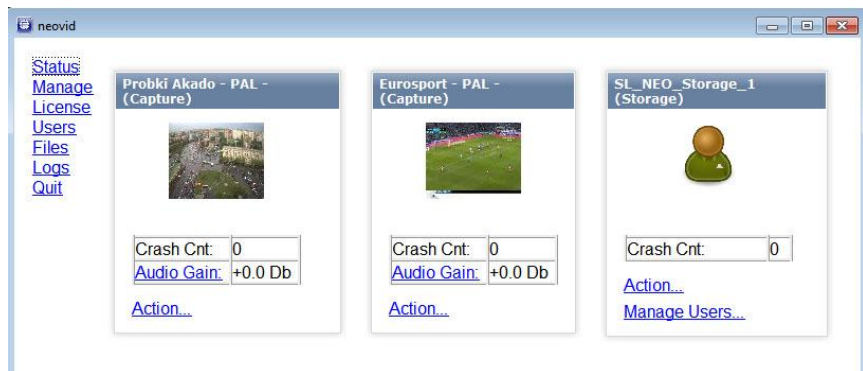 neovid
Status
Manage
License
Users
Files
Logs
Quit
Probki Akado - PAL -
(Capture)
Crash Cnt: 0
Audio Gain: +0.0 Db
Action...
Eurosport - PAL -
(Capture)
Crash Cnt: 0
Audio Gain: +0.0 Db
Action...
SL_NEO_Storage_1
(Storage)
Crash Cnt: 0
Action...
Manage Users...